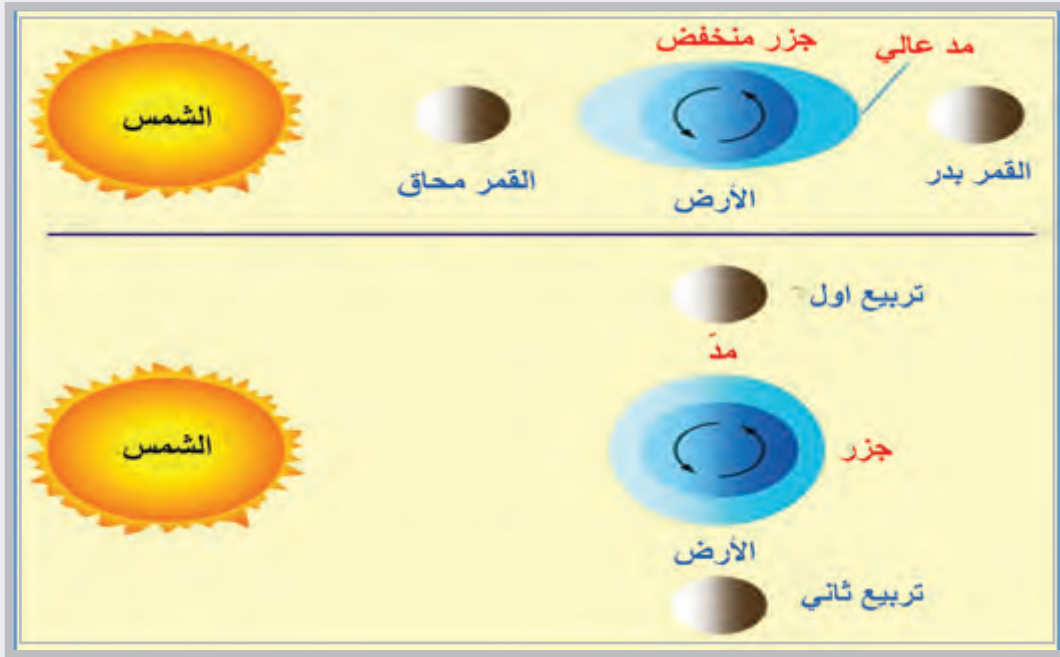 مد عالي
جزر منخفض
الشمس
القمر بدر
الأرض
القمر محاق
تربيع اول
مدّ
الشمس
جزر
الأرض
تربيع ثاني